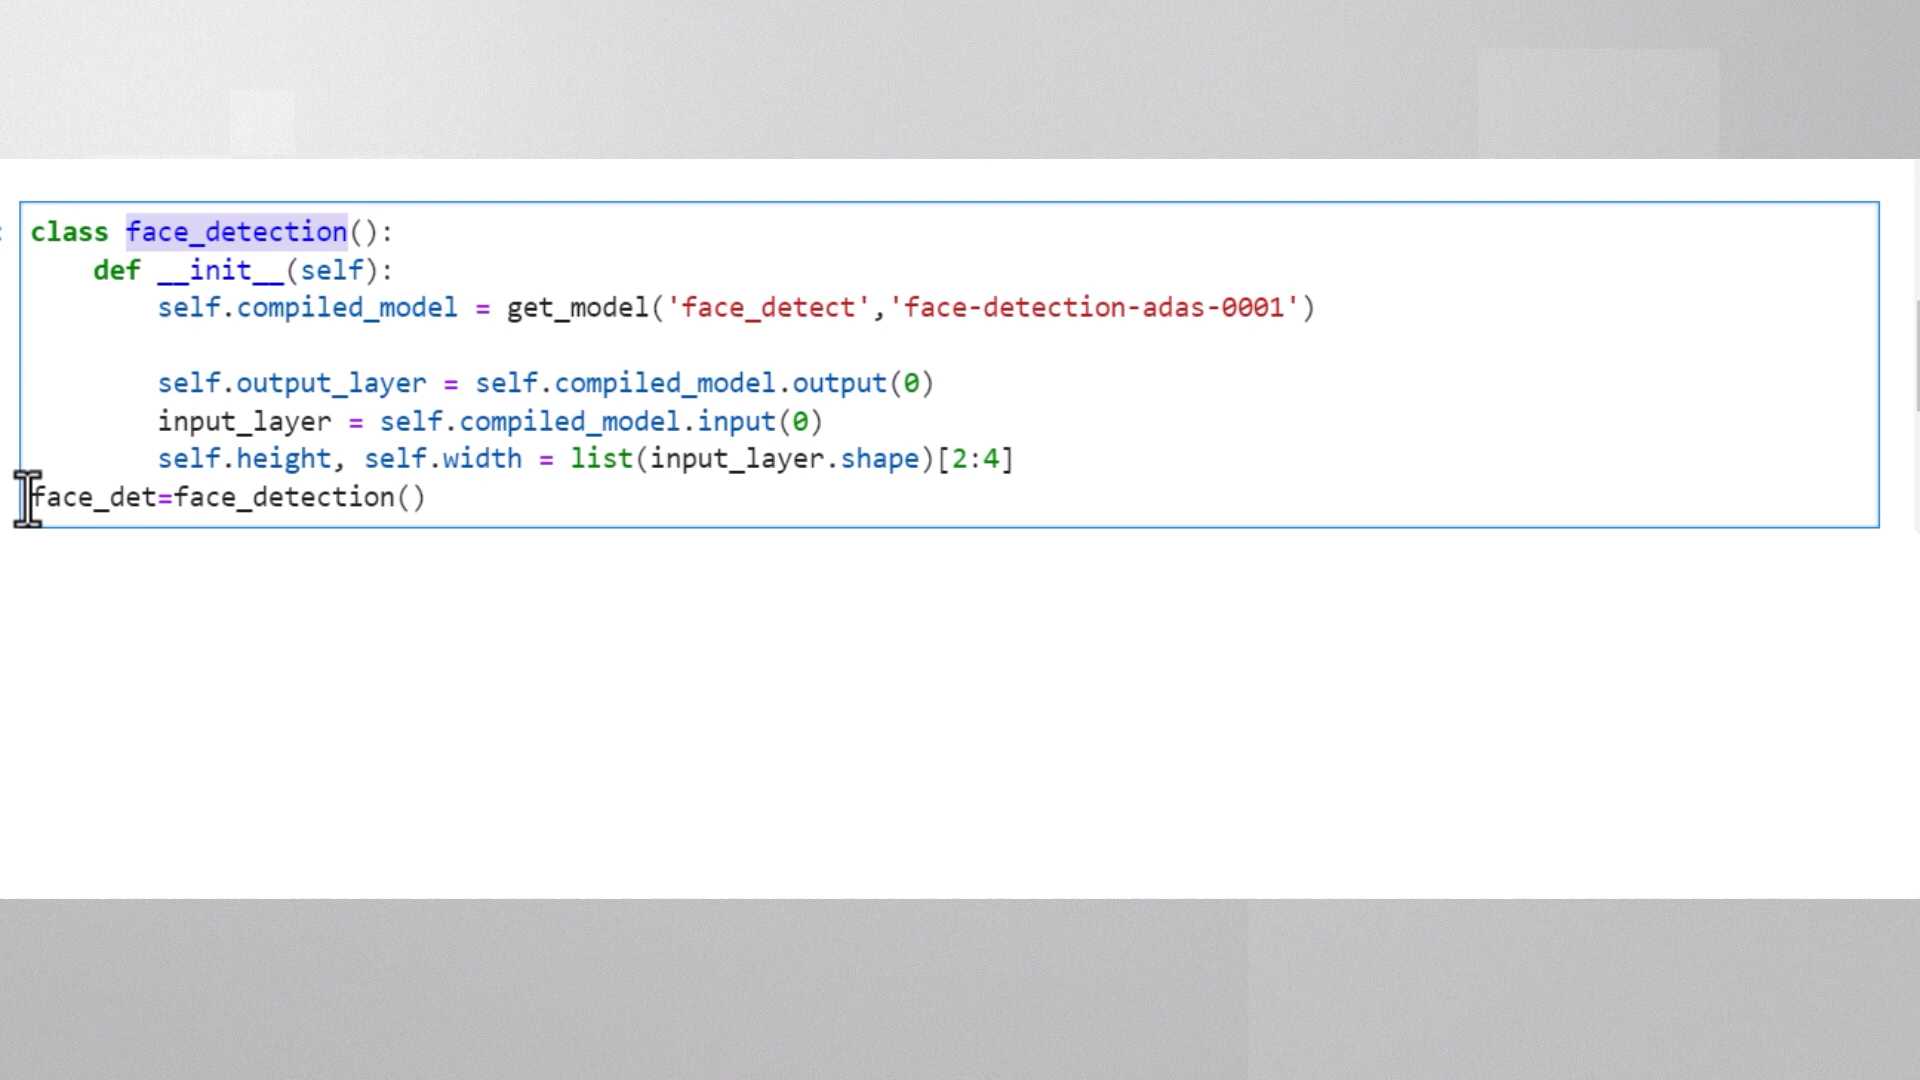 class face_detection():
def __init__(self):
self.compiled_model = get_model('face_detect','face-detection-adas-0001')
self.output_layer = self.compiled_model.output(0)
input_layer = self.compiled_model.input(0)
self.height, self.width = list(input_layer.shape)[2:4]
face_det=face_detection()